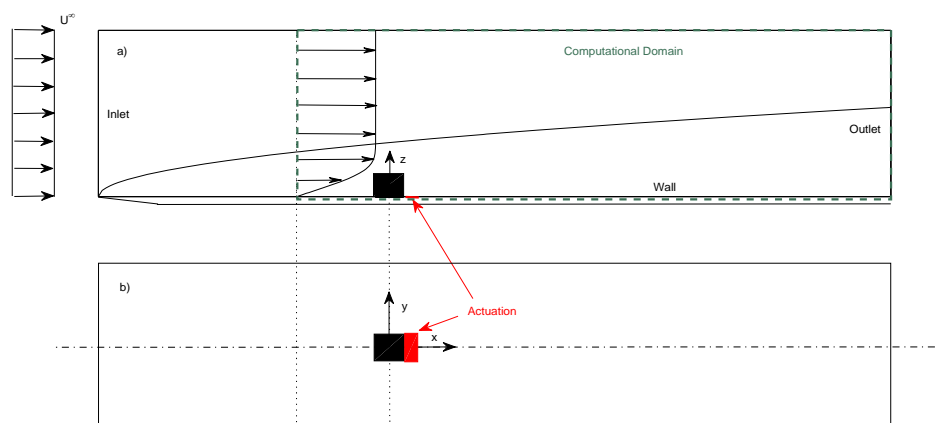 U∞
a)
Computational Domain
Inlet
Outlet
z
Wall
b)
y
Actuation
x